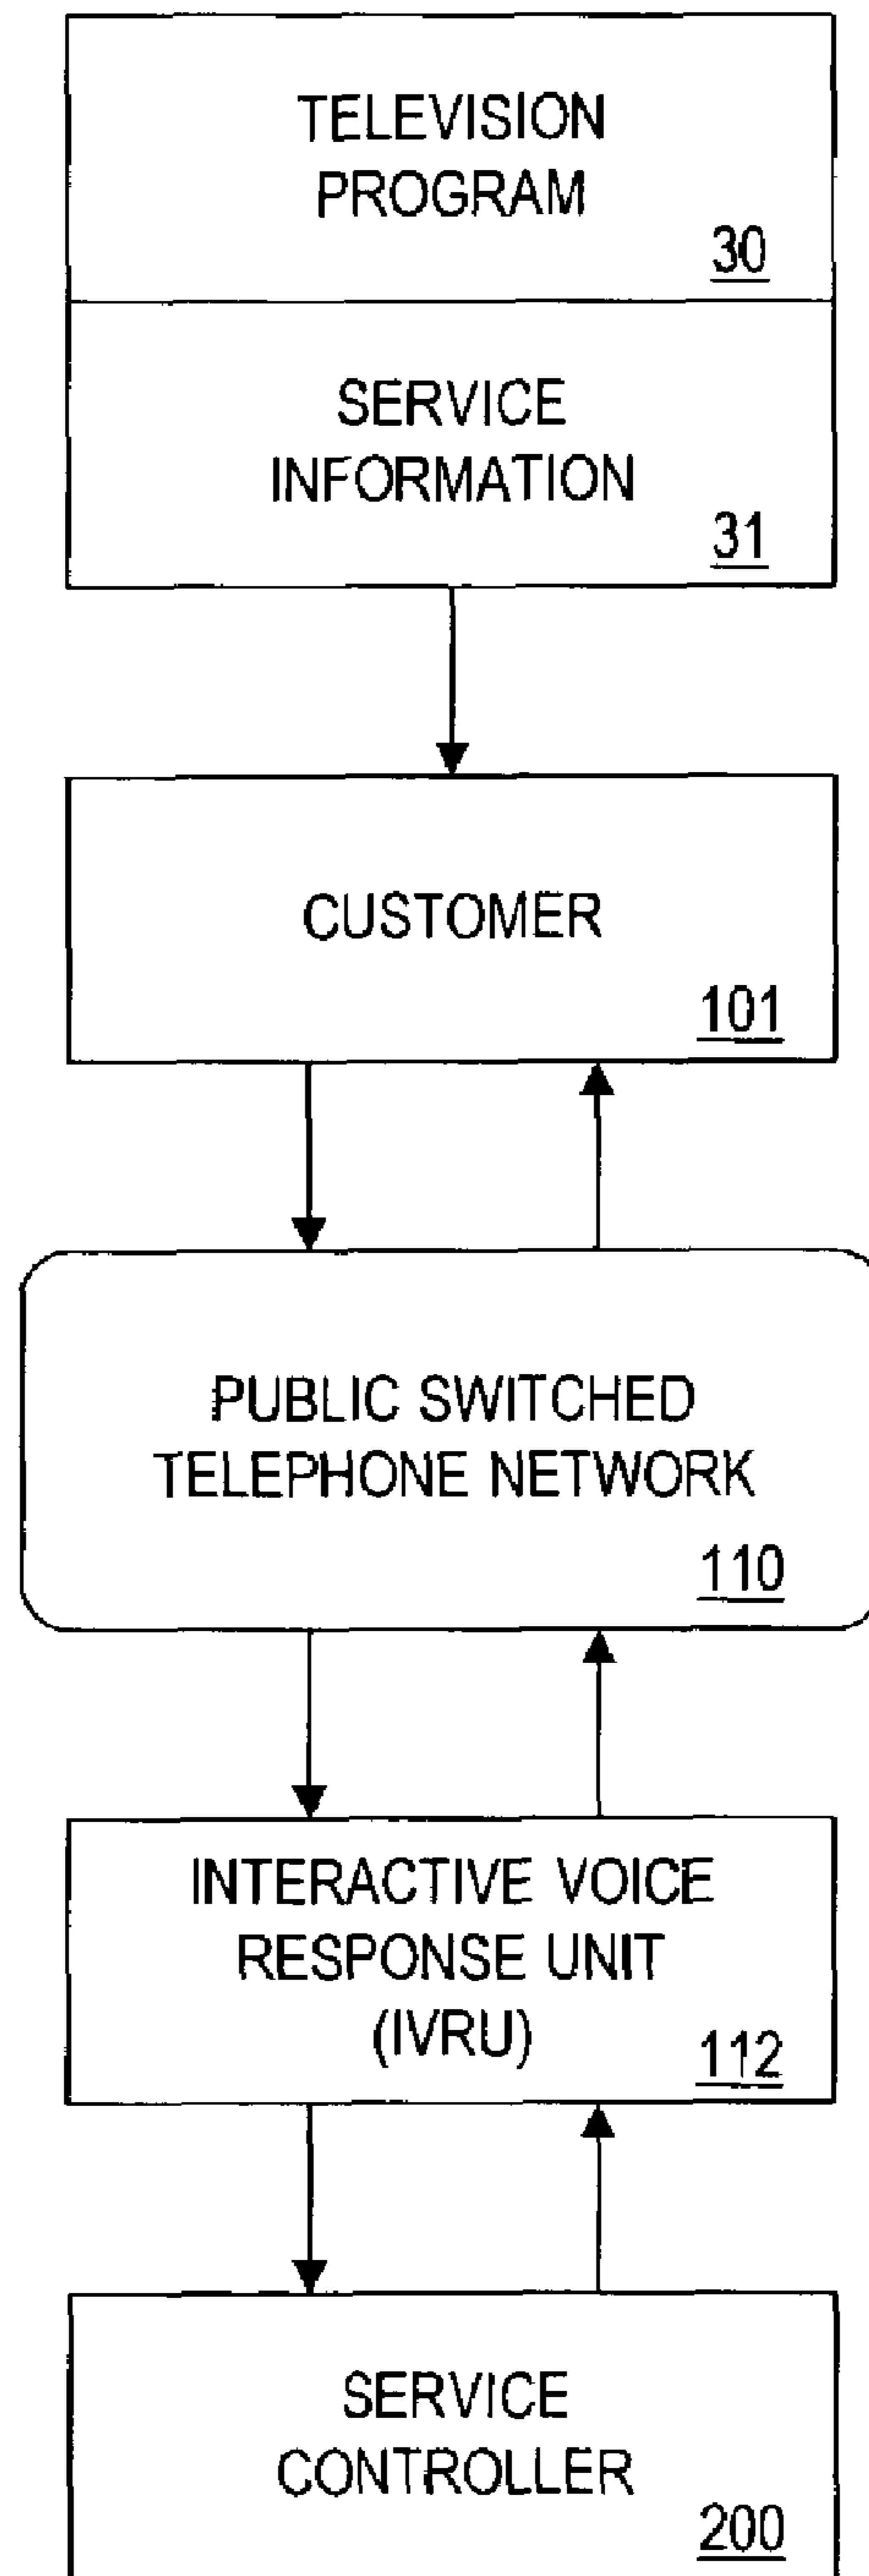 TELEVISION
PROGRAM
30
SERVICE
INFORMATION
31
CUSTOMER
101
PUBLIC SWITCHED
TELEPHONE NETWORK
110
INTERACTIVE VOICE
RESPONSE UNIT
(IVRU)
112
SERVICE
CONTROLLER
200